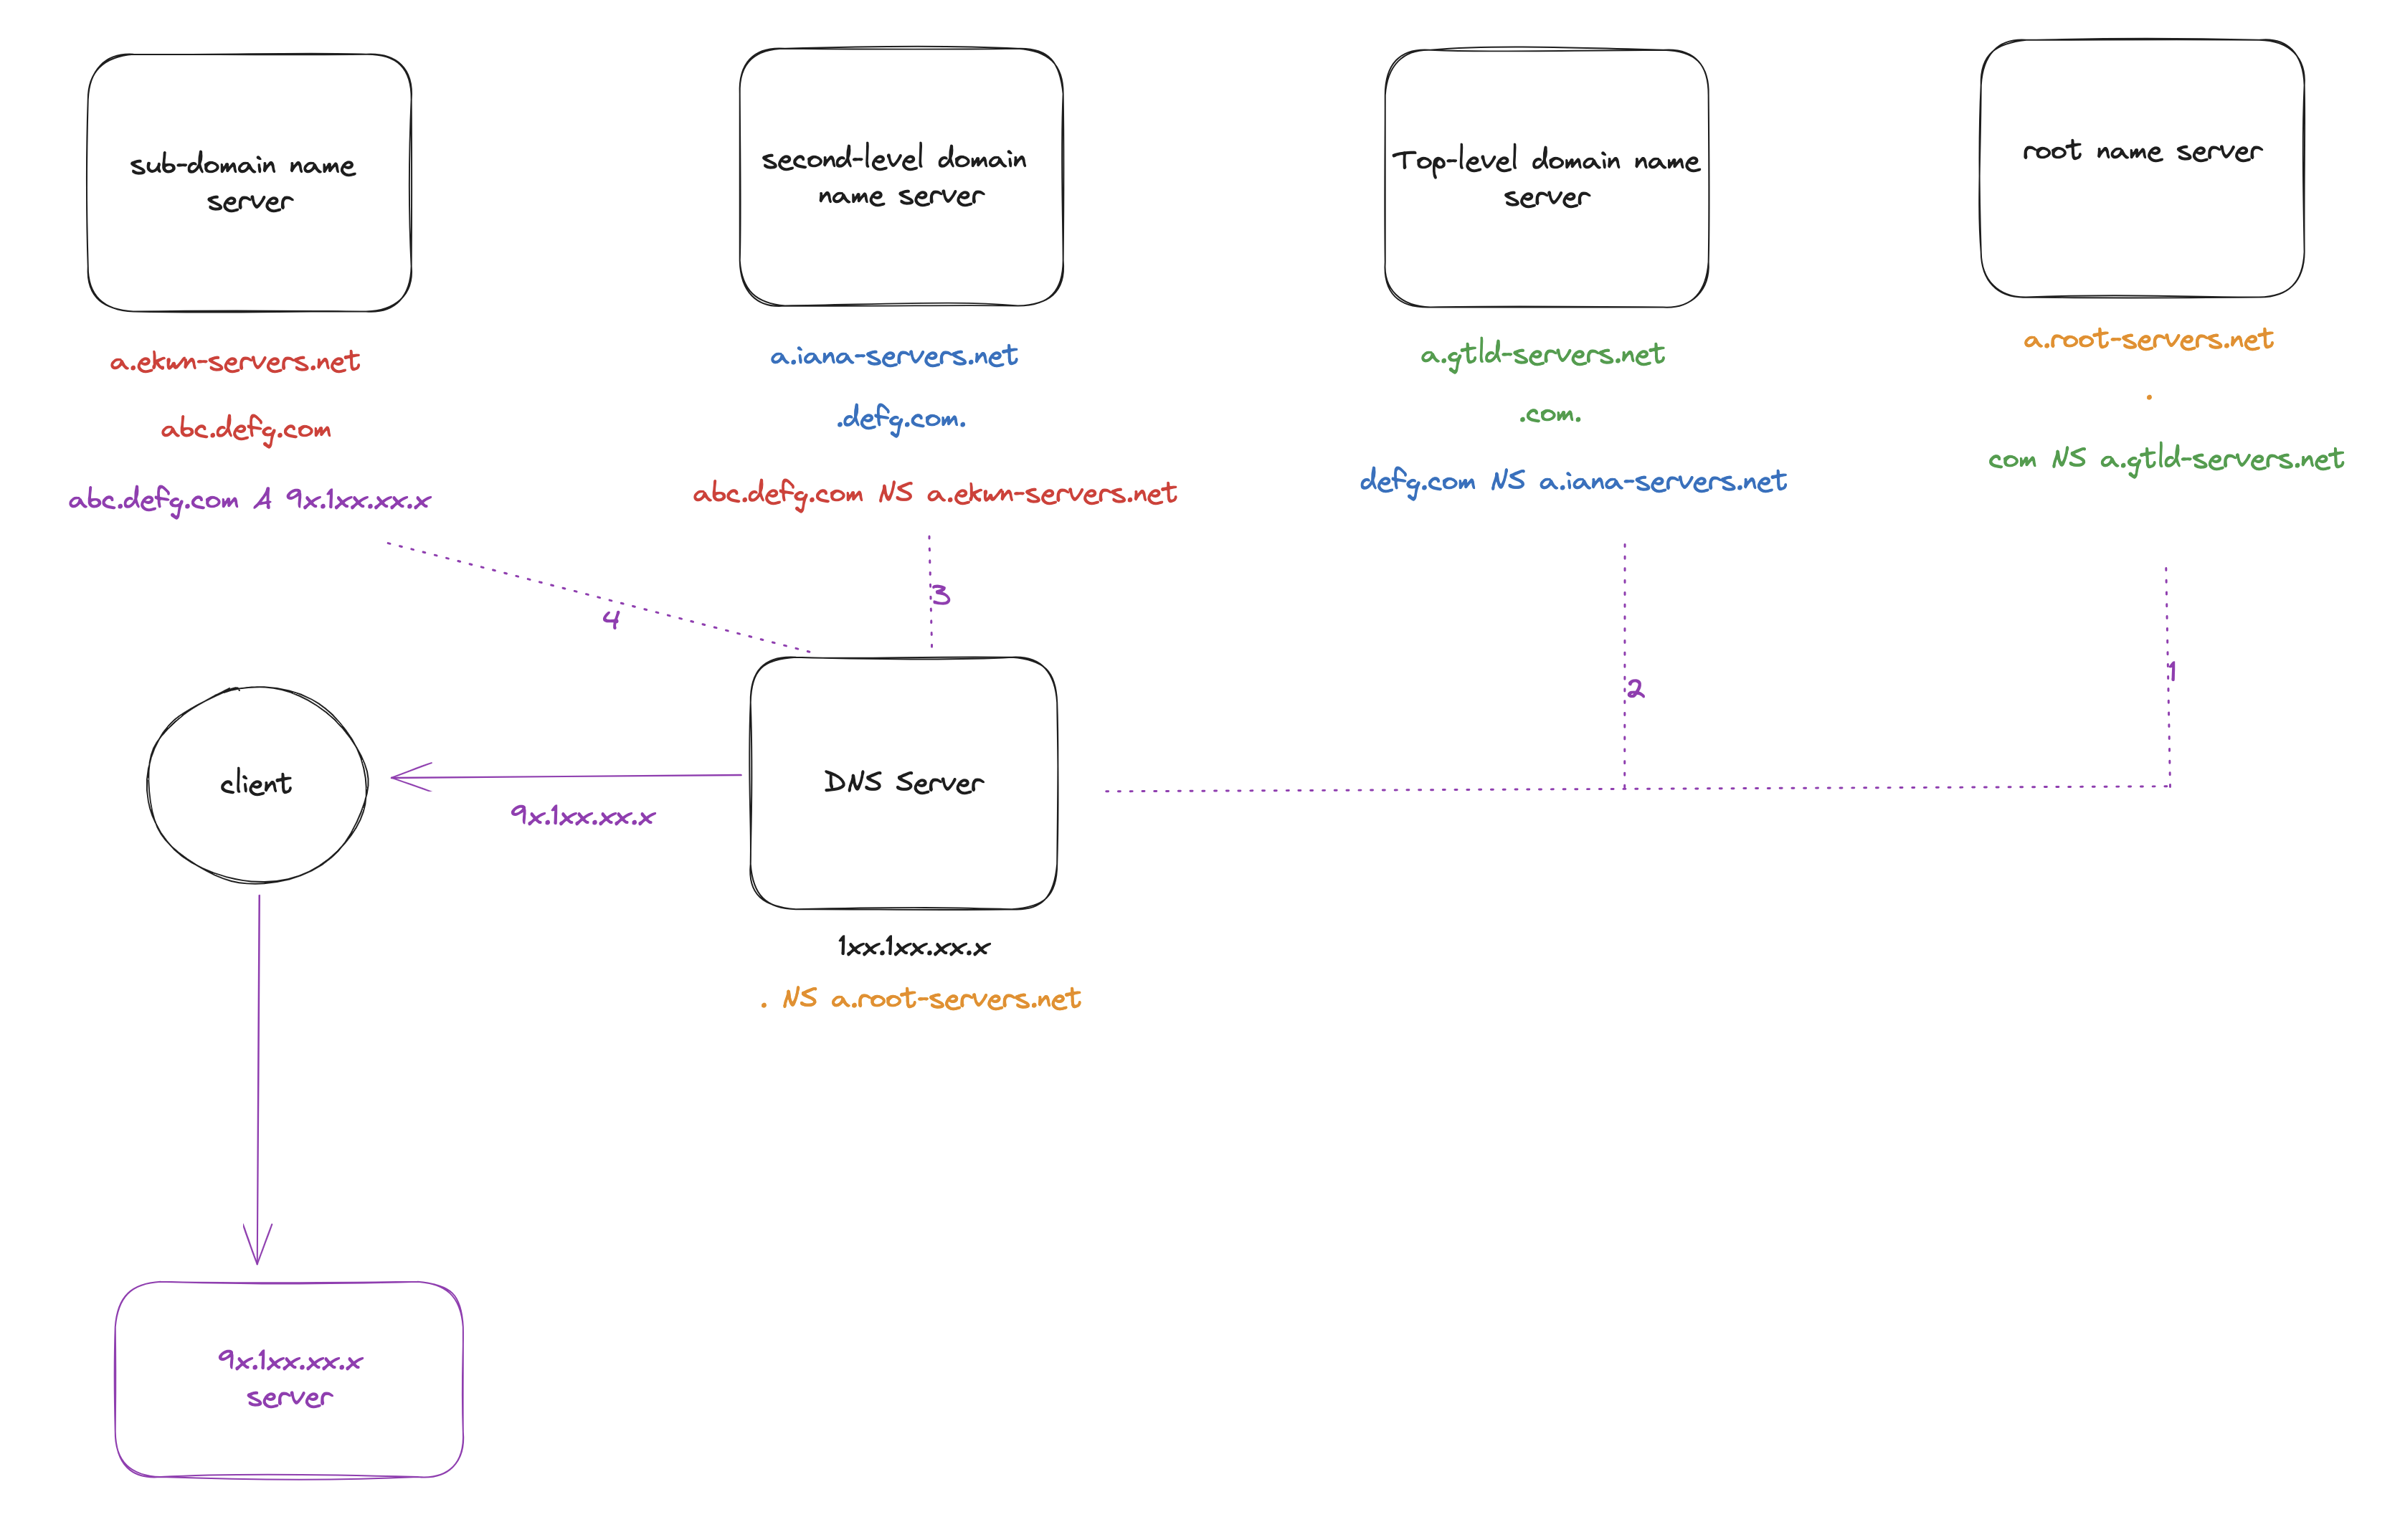 sub-domain name
server
a.ekwn-servers.net
abc.defg.com
abc.defg.com A 9x.1xx.xx.x
second-level domain
name server
a.iana-servers.net
.defg.com.
abc.defg.com NS a.ekwn-servers.net
Top-level domain name
server
a.gtld-servers.net
.com.
defg.com NS a.iana-servers.net
root name server
a.root-servers.net
.
com NS a.gtld-servers.net
4
3
2
1
client
9x.1xx.xx.x
DNS Server
1xx.1xx.xx.x
. NS a.root-servers.net
9x.1xx.xx.x
server